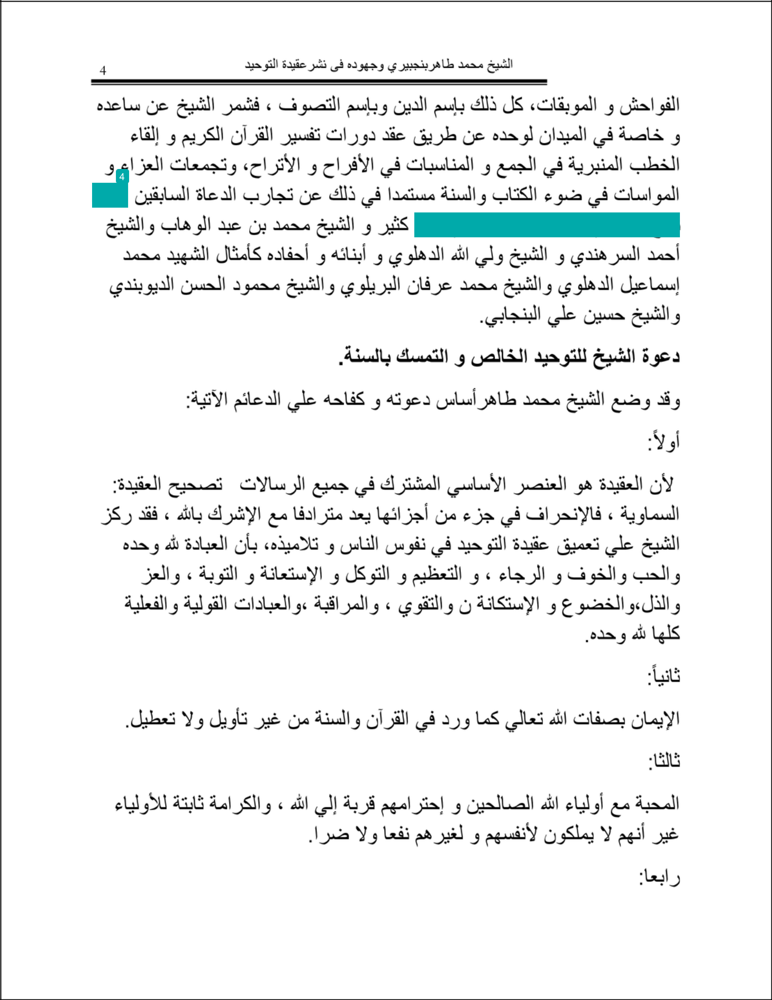 الشيخ محمد طاهربنجبيري وجهوده فى نشرعقيدة التوحيد
4
الفواحش و الموبقات، كل ذلك بإسم الدين وبإسم التصوف ، فشمر الشيخ عن ساعده
و خاصة في الميدان لوحده عن طريق عقد دورات تفسير القرآن الكريم و إلقاء
الخطب المنبرية في الجمع و المناسبات في الأفراح و الأتراح، وتجمعات العزاء و
4
المواسات في ضوء الكتاب والسنة مستمدا في ذلك عن تجارب الدعاة السابقين
كثير و الشيخ محمد بن عبد الوهاب والشيخ
أحمد السرهندي و الشيخ ولي الله الدهلوي و أبنائه و أحفاده كأمثال الشهيد محمد
إسماعيل الدهلوي والشيخ محمد عرفان البريلوي والشيخ محمود الحسن الديوبندي
والشيخ حسين علي البنجابي.
دعوة الشيخ للتوحيد الخالص و التمسك بالسنة.
وقد وضع الشيخ محمد طاهرأساس دعوته و كفاحه علي الدعائم الآتية:
أولاً:
لأن العقيدة هو العنصر الأساسي المشترك في جميع الرسالات   تصحيح العقيدة:
السماوية ، فالإنحراف في جزء من أجزائها يعد مترادفا مع الإشرك بالله ، فقد ركز
الشيخ علي تعميق عقيدة التوحيد في نفوس الناس و تلاميذه، بأن العبادة لله وحده
والحب والخوف و الرجاء ، و التعظيم و التوكل و الإستعانة و التوبة ، والعز
والذل،والخضوع و الإستكانة ن والتقوي ، والمراقبة ،والعبادات القولية والفعلية
كلها لله وحده.
ثانياً:
الإيمان بصفات الله تعالي كما ورد في القرآن والسنة من غير تأويل ولا تعطيل.
ثالثا:
المحبة مع أولياء الله الصالحين و إحترامهم قربة إلي الله ، والكرامة ثابتة للأولياء
غير أنهم لا يملكون لأنفسهم و لغيرهم نفعا ولا ضرا.
رابعا: